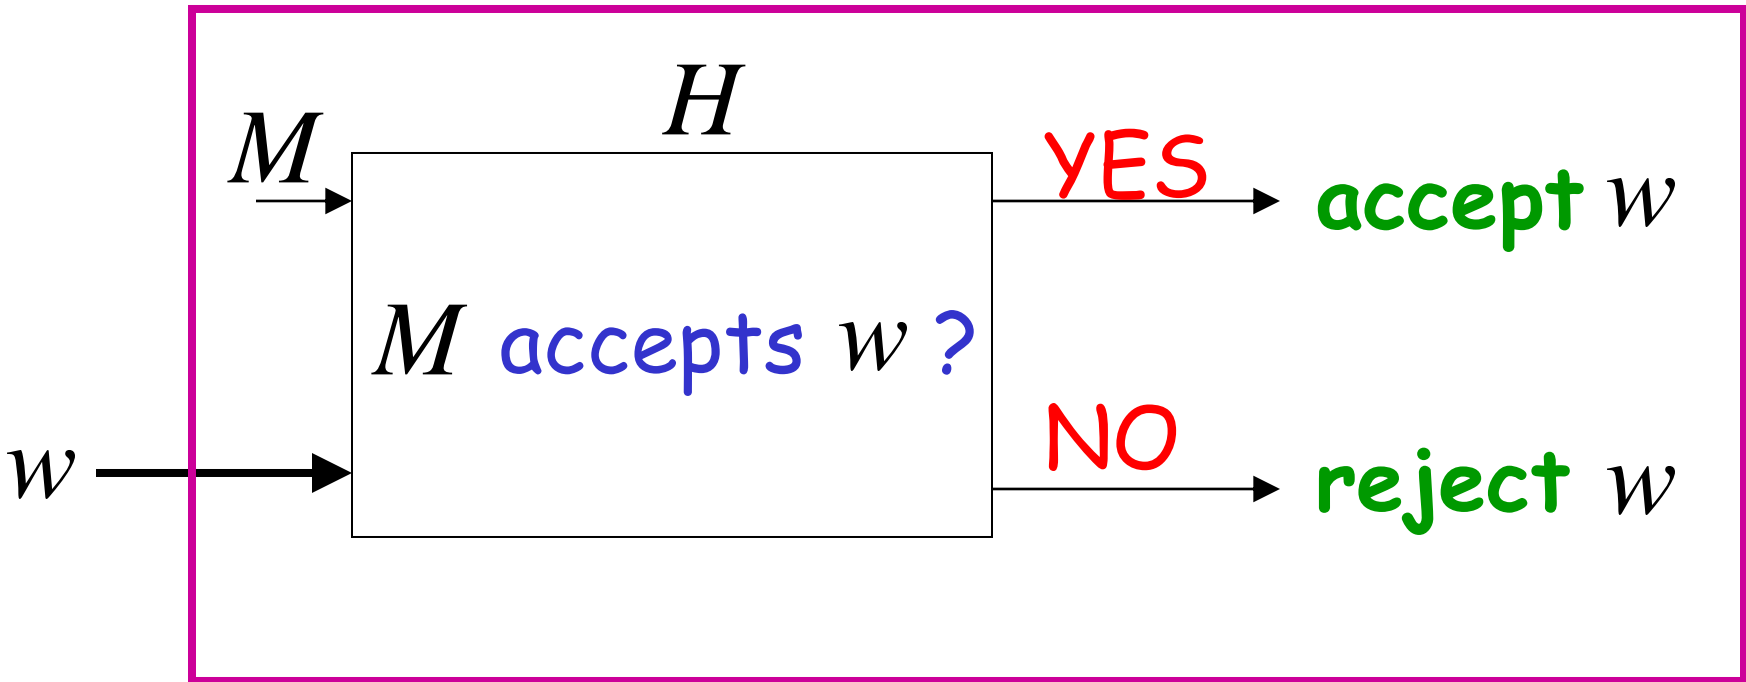 H
M
YES
accept w
M accepts w ?
w
NO
reject w